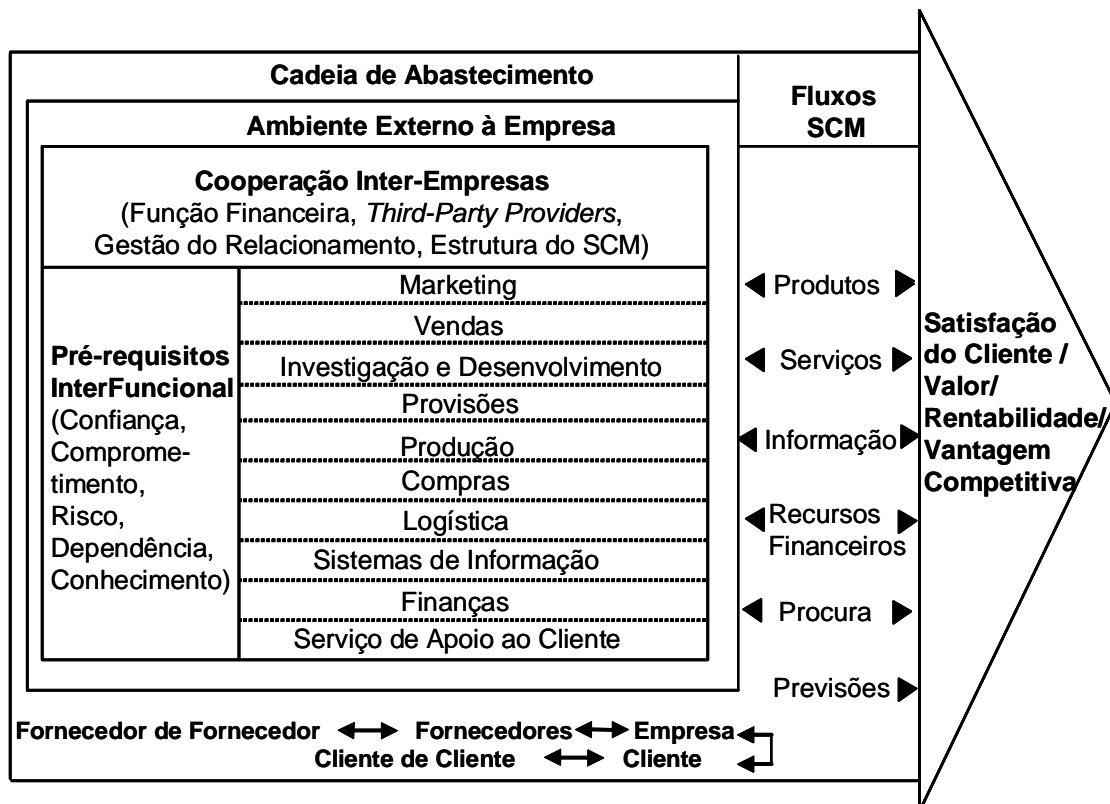 Cadeia de Abastecimento
Ambiente Externo à Empresa
Cooperação Inter-Empresas
(Função Financeira, Third-Party Providers,
Gestão do Relacionamento, Estrutura do SCM)
Pré-requisitos
InterFuncional
(Confiança,
Comprome-
timento,
Risco,
Dependência,
Conhecimento)
Marketing
Vendas
Investigação e Desenvolvimento
Provisões
Produção
Compras
Logística
Sistemas de Informação
Finanças
Serviço de Apoio ao Cliente
Fluxos
SCM
Produtos
Serviços
Informação
Recursos
Financeiros
Procura
Previsões
Satisfação
do Cliente /
Valor/
Rentabilidade/
Vantagem
Competitiva
Fornecedor de Fornecedor Fornecedores Empresa
Cliente de Cliente Cliente